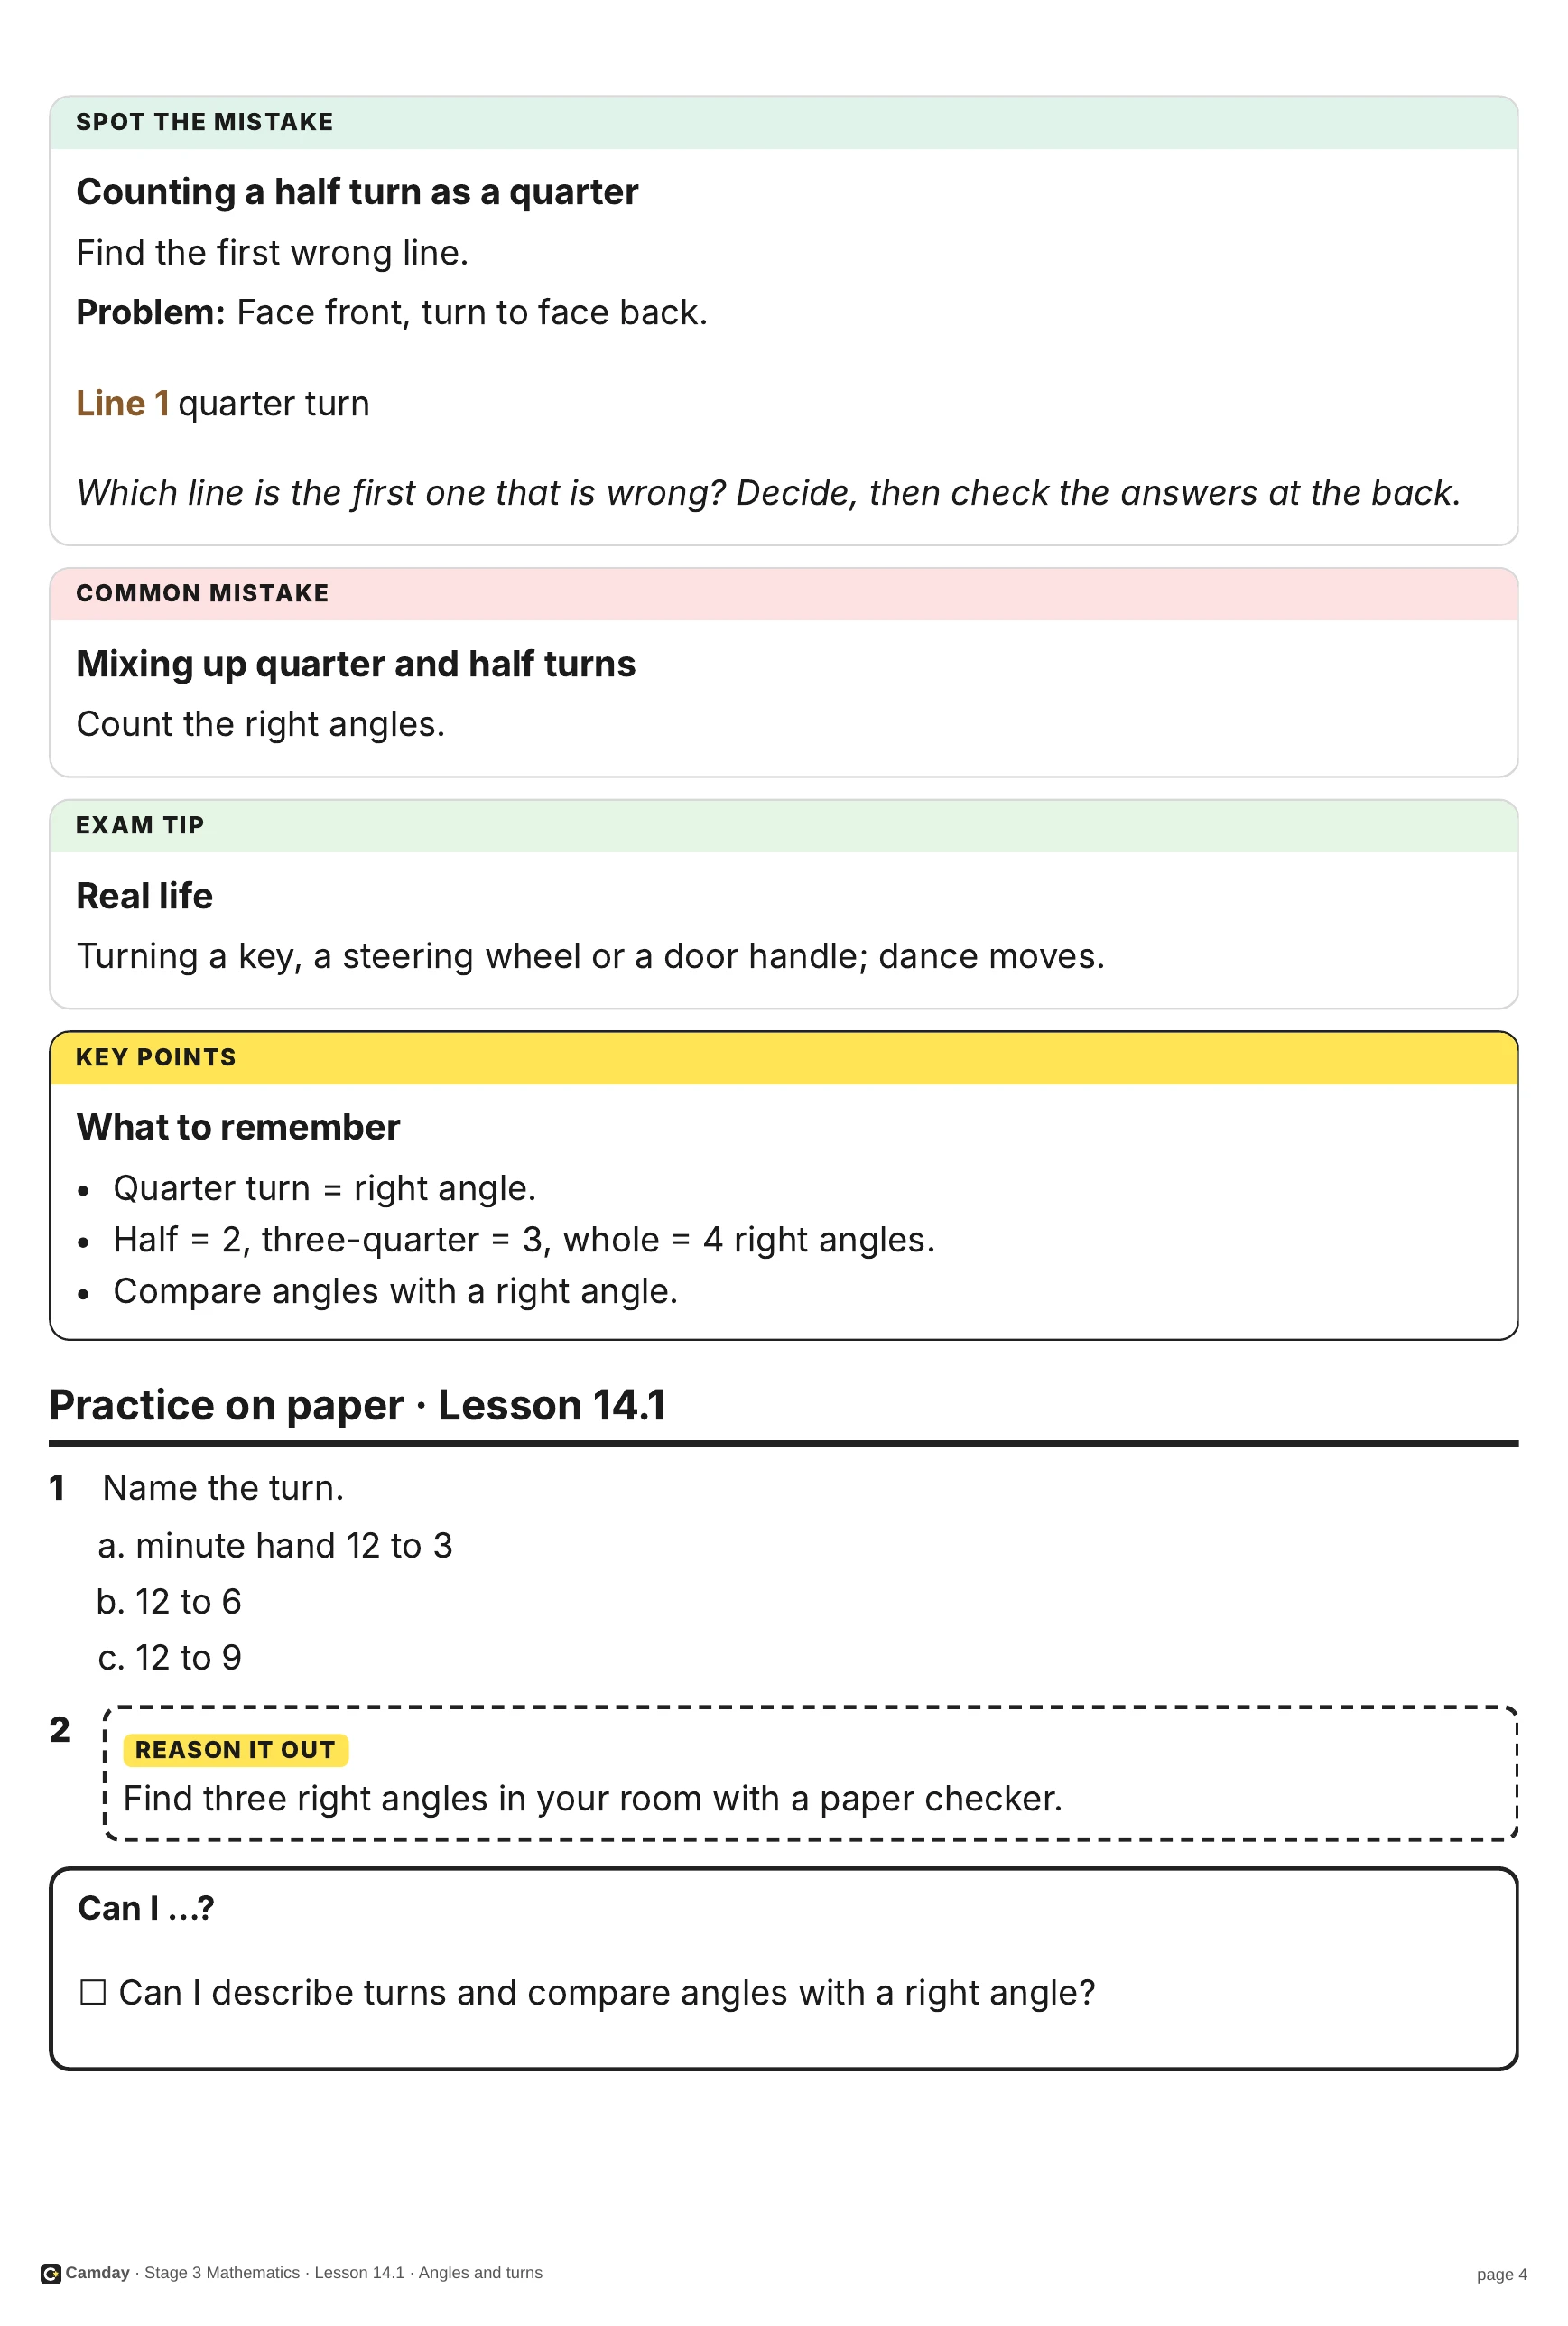 SPOT THE MISTAKE
Counting a half turn as a quarter
Find the first wrong line.
Problem: Face front, turn to face back.
Line 1 quarter turn
Which line is the first one that is wrong? Decide, then check the answers at the back.
COMMON MISTAKE
Mixing up quarter and half turns
Count the right angles.
EXAM TIP
Real life
Turning a key, a steering wheel or a door handle; dance moves.
KEY POINTS
What to remember
• Quarter turn = right angle.
• Half = 2, three-quarter = 3, whole = 4 right angles.
• Compare angles with a right angle.
Practice on paper · Lesson 14.1
1 Name the turn.
a. minute hand 12 to 3
b. 12 to 6
c. 12 to 9
2 REASON IT OUT
Find three right angles in your room with a paper checker.
Can I ...?
☐ Can I describe turns and compare angles with a right angle?
Camday · Stage 3 Mathematics · Lesson 14.1 · Angles and turns page 4